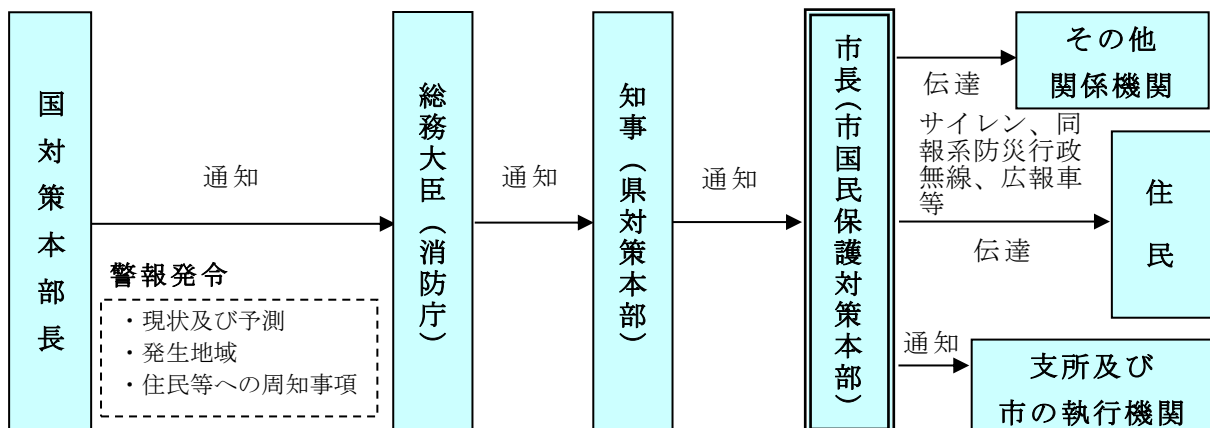 国対策本部長
通知
警報発令
・現状及び予測
・発生地域
・住民等への周知事項
総務大臣（消防庁）
通知
知事（県対策本部）
通知
市長（市国民保護対策本部）
伝達
その他
関係機関
サイレン、同
報系防災行政
無線、広報車
等
伝達
住民
通知
支所及び
市の執行機関